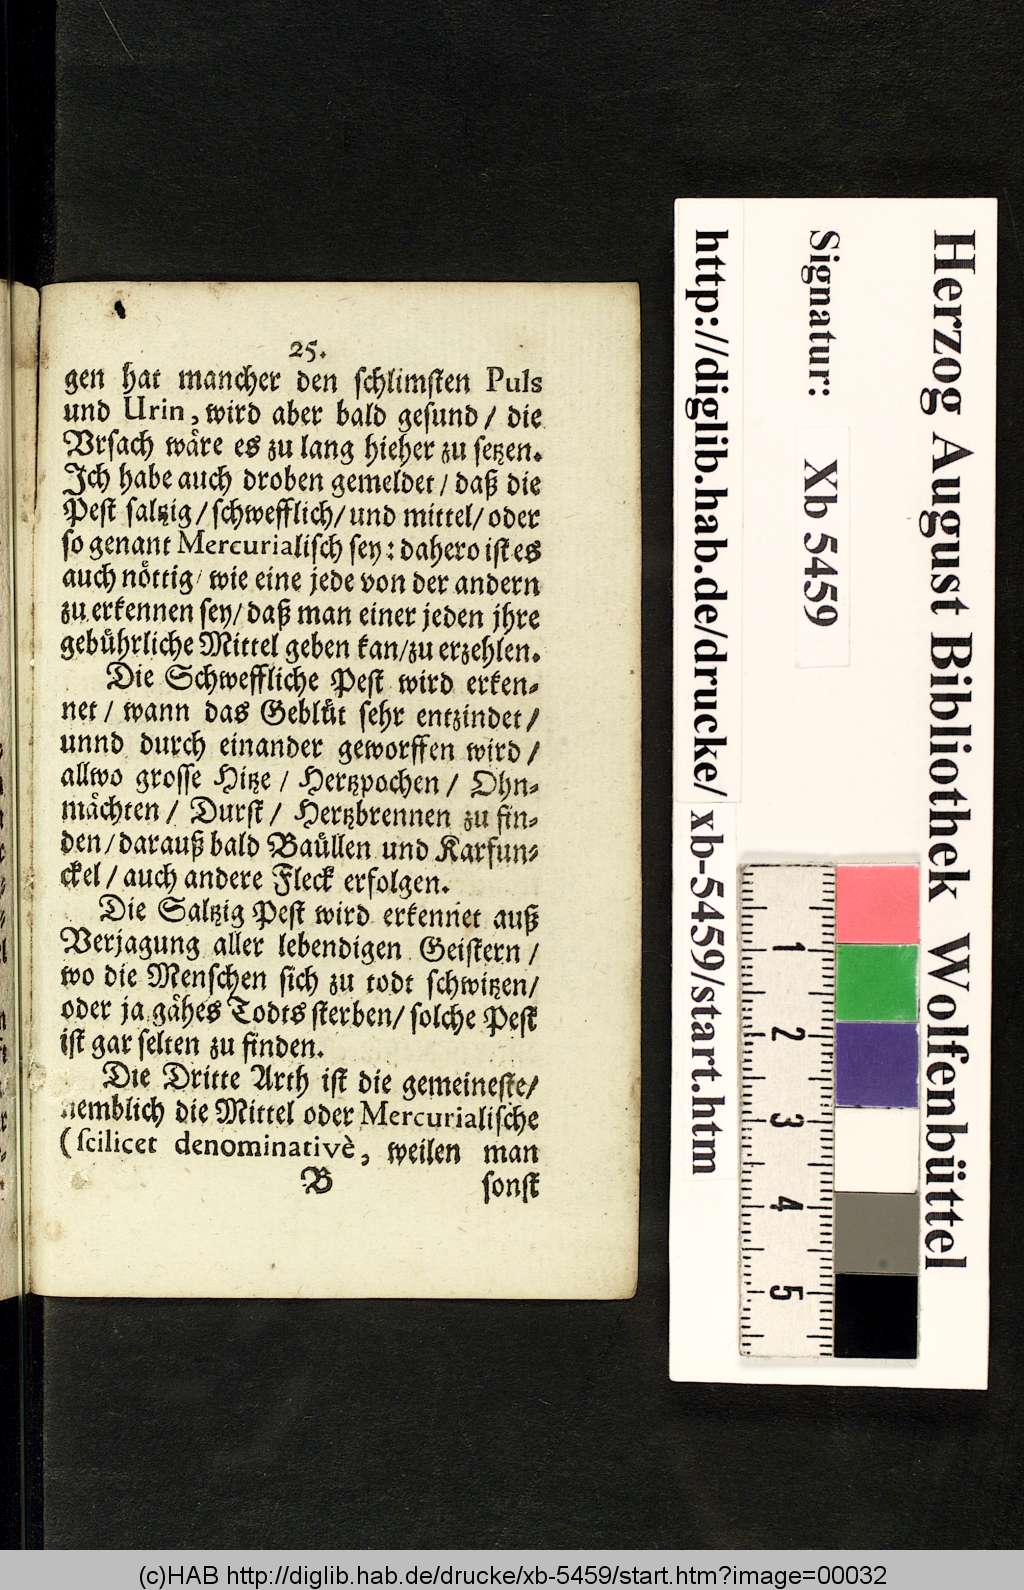 25.
gen hat mancher den schlimsten Puls
und Urin, wird aber bald gesund / die
Vrsach wåre es zu lang hieher zu setzen.
Ich habe auch droben gemeldet / daß die
Pest saltzig / schwefflich / und mittel / oder
so genant Mercurialisch sey : dahero ist es
auch nöttig / wie eine jede von der andern
zu erkennen sey / daß man einer jeden jhre
gebührliche Mittel geben kan / zu erzehlen.
Die Schweffliche Pest wird erken-
net / wann das Geblüt sehr entzindet /
unnd durch einander geworffen wird /
allwo grosse Hitze / Hertzpochen / Ohn-
mächten / Durst / Hertzbrennen zu fin-
den / darauß bald Baüllen und Karfun-
ckel / auch andere Fleck erfolgen.
Die Saltzig Pest wird erkennet auß
Verjagung aller lebendigen Geistern /
wo die Menschen sich zu todt schwitzen /
oder ja gähes Todts sterben / solche Pest
ist gar selten zu finden.
Die Dritte Arth ist die gemeineste /
nemblich die Mittel oder Mercurialische
(scilicet denominativè, weilen man
B sonst
Herzog August Bibliothek Wolfenbüttel
Signatur: Xb 5459
http://diglib.hab.de/drucke/ xb-5459/start.htm
1
2
3
4
5
(c)HAB http://diglib.hab.de/drucke/xb-5459/start.htm?image=00032